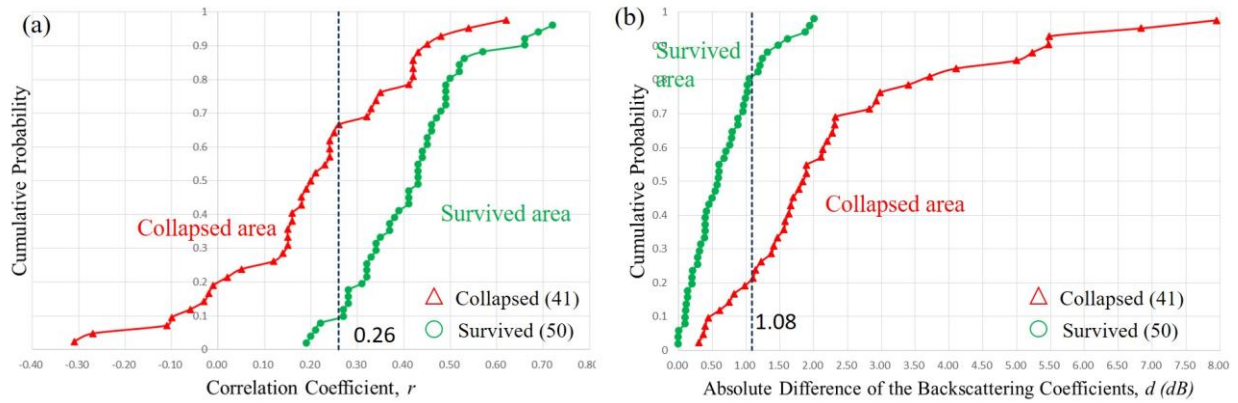 (a)
Cumulative Probability
1
0.9
0.8
0.7
0.6
0.5
0.4
0.3
0.2
0.1
0
Collapsed area
Survived area
Collapsed (41)
Survived (50)
0.26
-0.40 -0.30 -0.20 -0.10 0.00 0.10 0.20 0.30 0.40 0.50 0.60 0.70 0.80
Correlation Coefficient, r
(b)
Cumulative Probability
1
0.9
0.8
0.7
0.6
0.5
0.4
0.3
0.2
0.1
0
Survived
area
Collapsed area
Collapsed (41)
Survived (50)
1.08
0.00 0.50 1.00 1.50 2.00 2.50 3.00 3.50 4.00 4.50 5.00 5.50 6.00 6.50 7.00 7.50 8.00
Absolute Difference of the Backscattering Coefficients, d (dB)